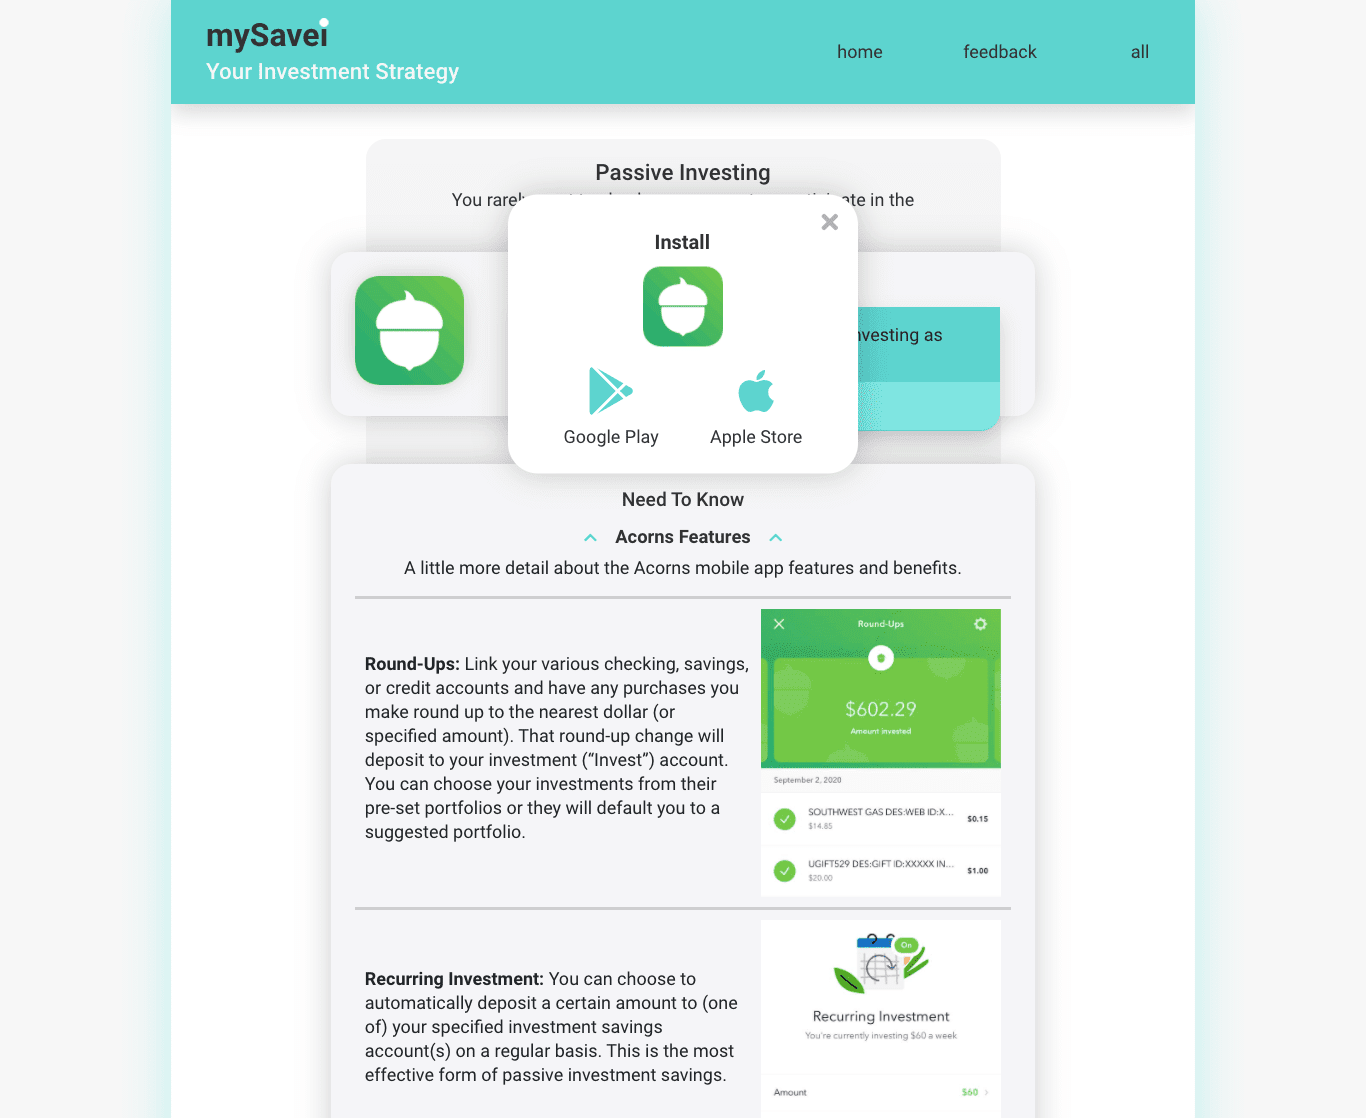 mySavei
Your Investment Strategy
home
feedback
all
Passive Investing
You
in the
Install
investing as
Google Play
Apple Store
Need To Know
Acorns Features
A little more detail about the Acorns mobile app features and benefits.
Round-Ups: Link your various checking, savings,
or credit accounts and have any purchases you
make round up to the nearest dollar (or
specified amount). That round-up change will
deposit to your investment (“Invest”) account.
You can choose your investments from their
pre-set portfolios or they will default you to a
suggested portfolio.
Round-Ups
$602.29
Amount invested
September 2, 2020
SOUTHWEST GAS DES:WEB ID:X...
$0.15
$14.85
UGIFT529 DES:GIFT ID:XXXXX IN...
$1.00
$20.00
Recurring Investment: You can choose to
automatically deposit a certain amount to (one
of) your specified investment savings
account(s) on a regular basis. This is the most
effective form of passive investment savings.
On
Recurring Investment
You're currently investing $60 a week
Amount
$60